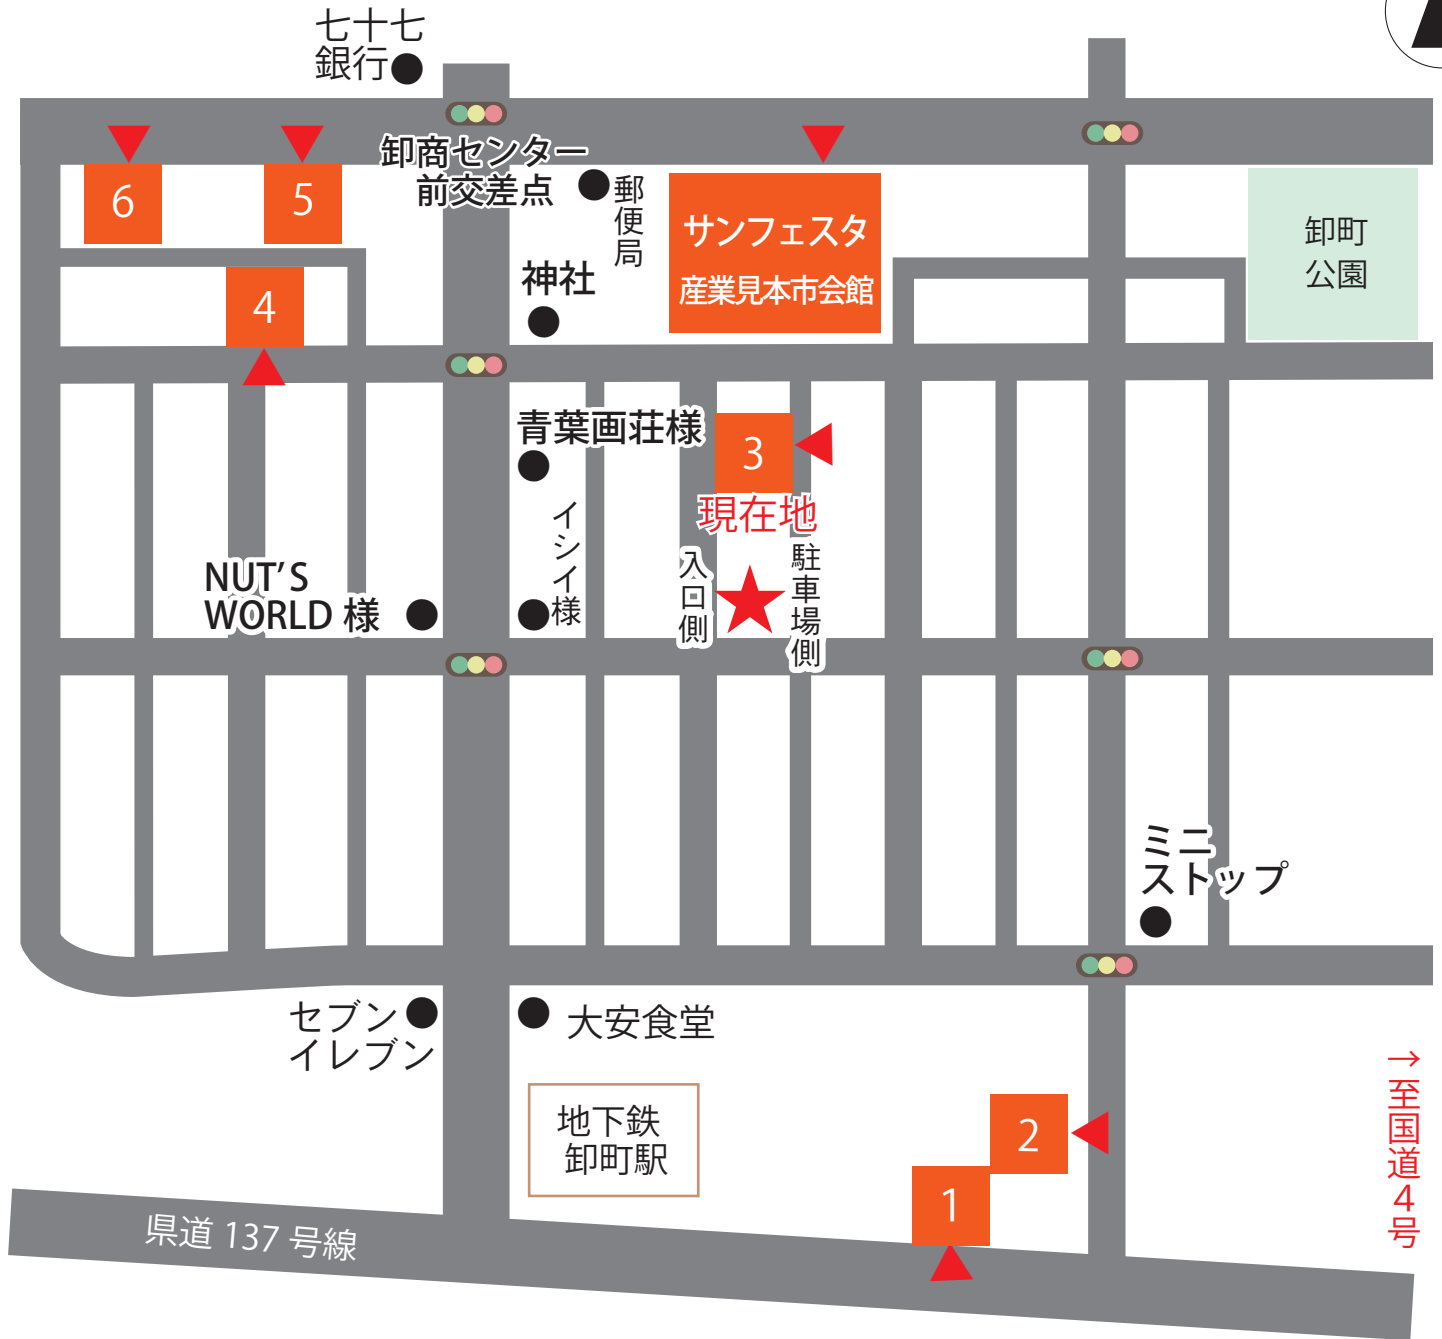 七十七
銀行
卸商センター
前交差点
郵便局
6
5
サンフェスタ
産業見本市会館
卸町
公園
神社
4
青葉画荘様
3
現在地
イシイ様
入口側
駐車場側
NUT'S
WORLD 様
ミニ
ストップ
セブン
イレブン
大安食堂
地下鉄
卸町駅
2
1
→至国道4号
県道 137 号線